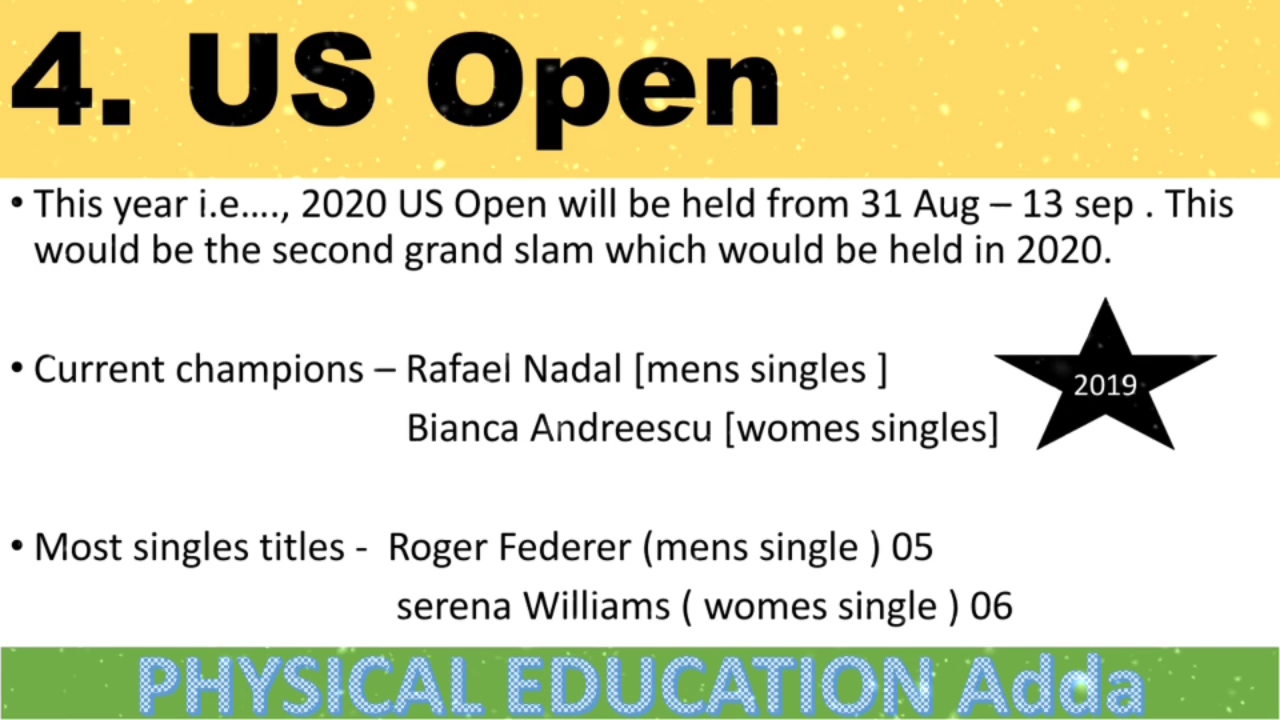 4. US Open
• This year i.e...., 2020 US Open will be held from 31 Aug – 13 sep . This
would be the second grand slam which would be held in 2020.
• Current champions – Rafael Nadal [mens singles ]
2019
Bianca Andreescu [womes singles]
• Most singles titles - Roger Federer (mens single ) 05
serena Williams ( womes single ) 06
PHYSICAL EDUCATION Adda